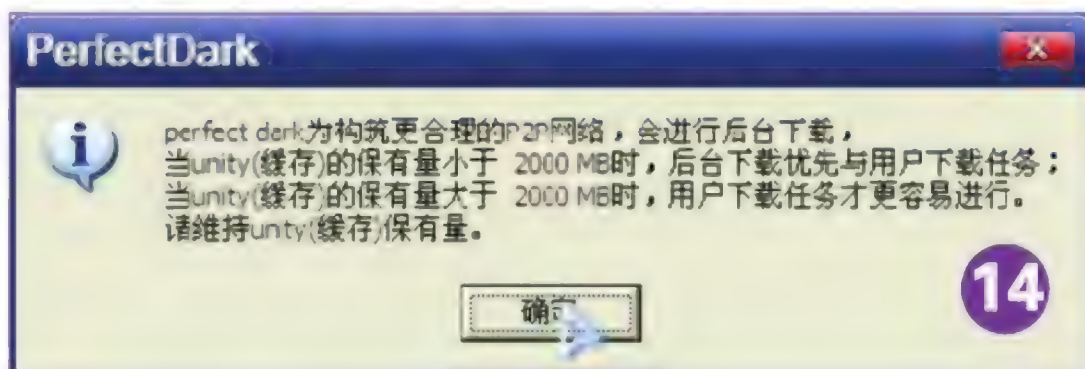 PerfectDark
perfect dark为构筑更合理的P2P网络，会进行后台下载，
当unity(缓存)的保有量小于 2000 MB时，后台下载优先与用户下载任务；
当unity(缓存)的保有量大于 2000 MB时，用户下载任务才更容易进行。
请维持unity(缓存)保有量。
确定
14